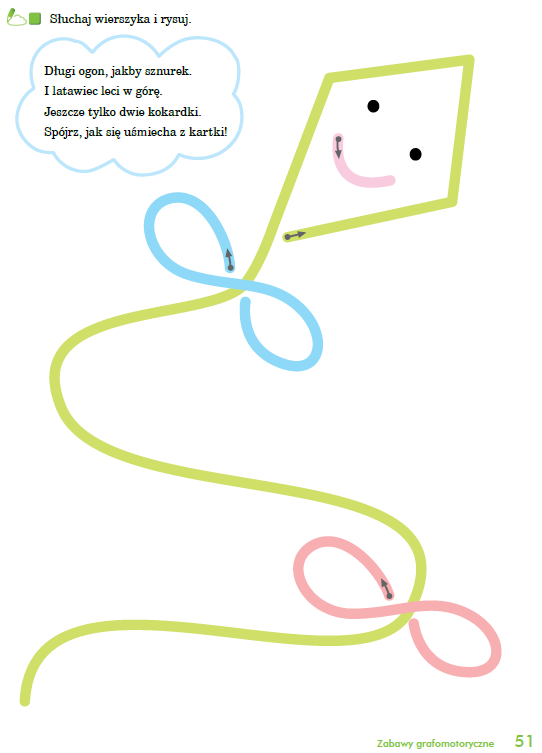 Słuchaj wierszyka i rysuj.
Długi ogon, jakby sznurek.
I latawiec leci w górę.
Jeszcze tylko dwie kokardki.
Spójrz, jak się uśmiecha z kartki!
Zabawy grafomotoryczne 51